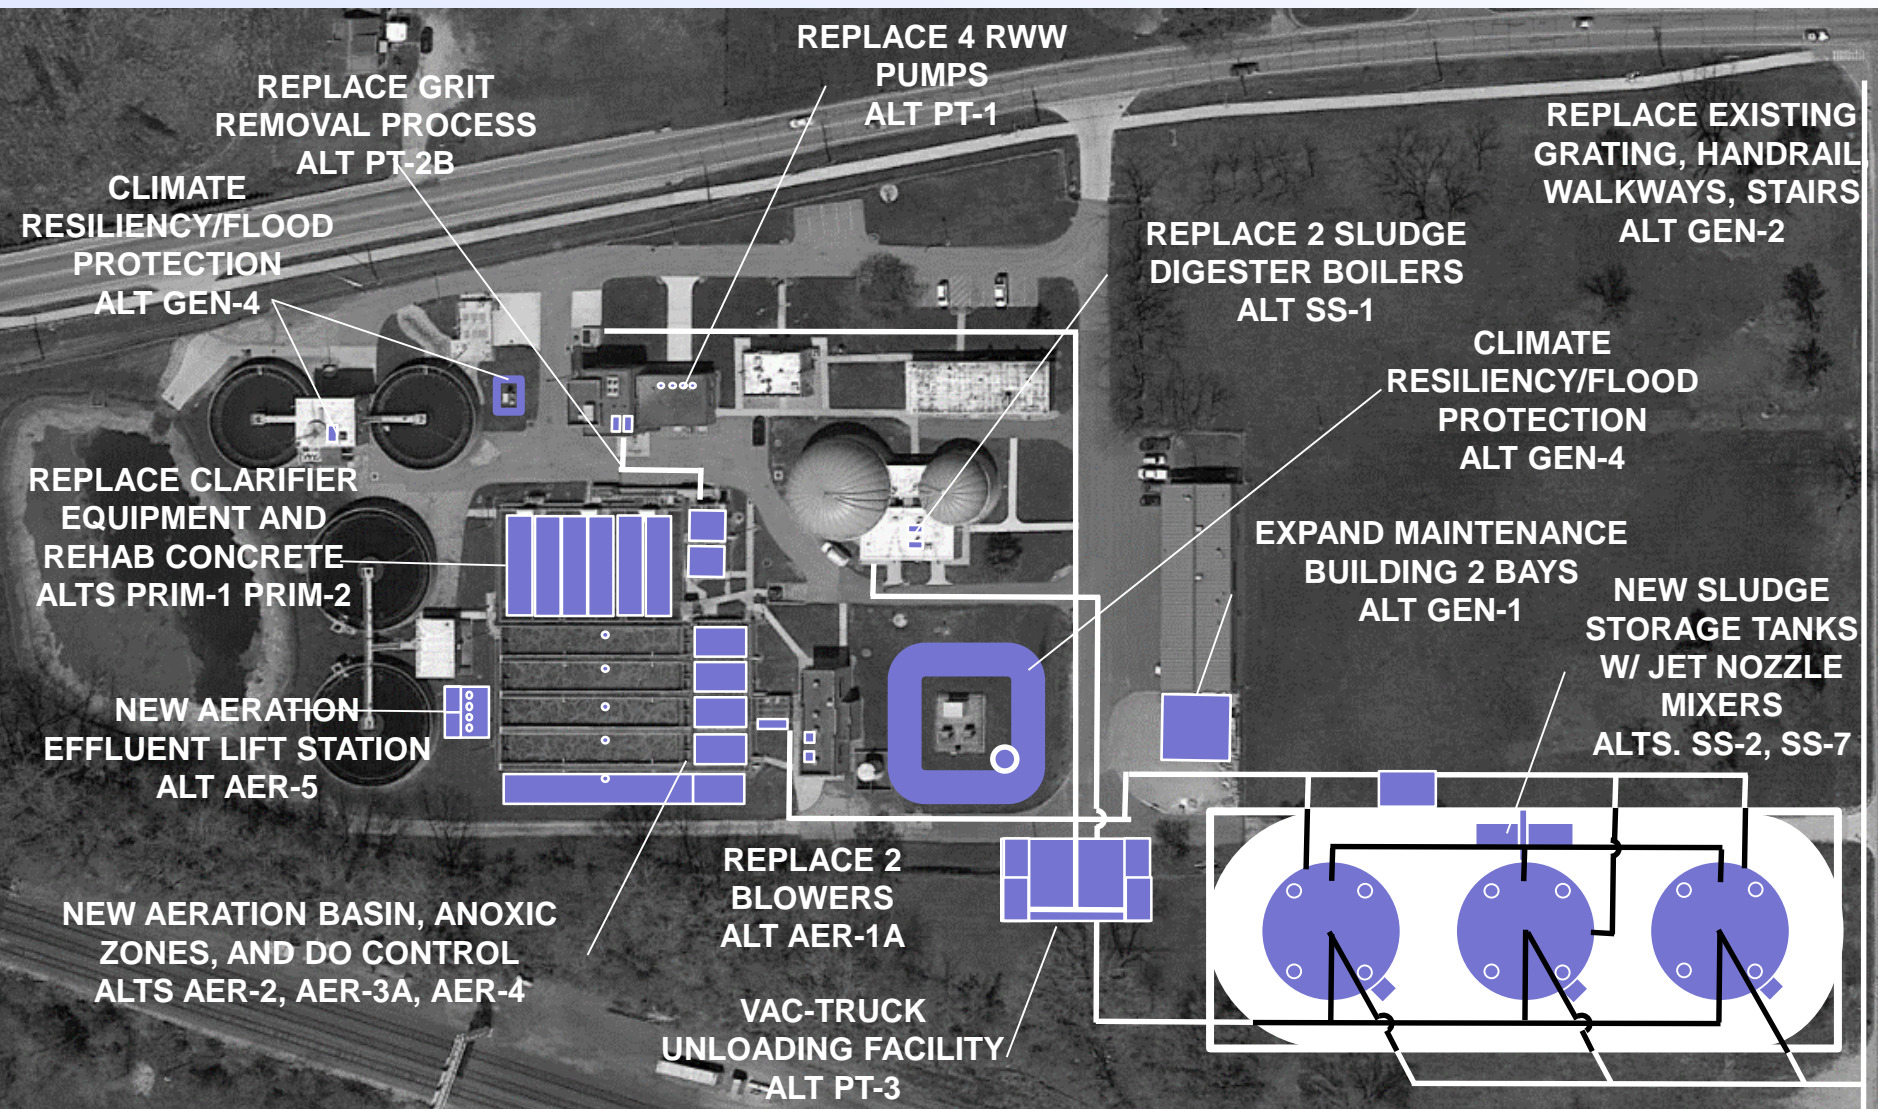 REPLACE 4 RWW
PUMPS
ALT PT-1
REPLACE GRIT
REMOVAL PROCESS
ALT PT-2B
REPLACE EXISTING
GRATING, HANDRAIL,
WALKWAYS, STAIRS
ALT GEN-2
CLIMATE
RESILIENCY/FLOOD
PROTECTION
ALT GEN-4
REPLACE 2 SLUDGE
DIGESTER BOILERS
ALT SS-1
CLIMATE
RESILIENCY/FLOOD
PROTECTION
ALT GEN-4
REPLACE CLARIFIER
EQUIPMENT AND
REHAB CONCRETE
ALTS PRIM-1 PRIM-2
EXPAND MAINTENANCE
BUILDING 2 BAYS
ALT GEN-1
NEW SLUDGE
STORAGE TANKS
W/ JET NOZZLE
MIXERS
ALTS. SS-2, SS-7
NEW AERATION
EFFLUENT LIFT STATION
ALT AER-5
REPLACE 2
BLOWERS
ALT AER-1A
NEW AERATION BASIN, ANOXIC
ZONES, AND DO CONTROL
ALTS AER-2, AER-3A, AER-4
VAC-TRUCK
UNLOADING FACILITY
ALT PT-3